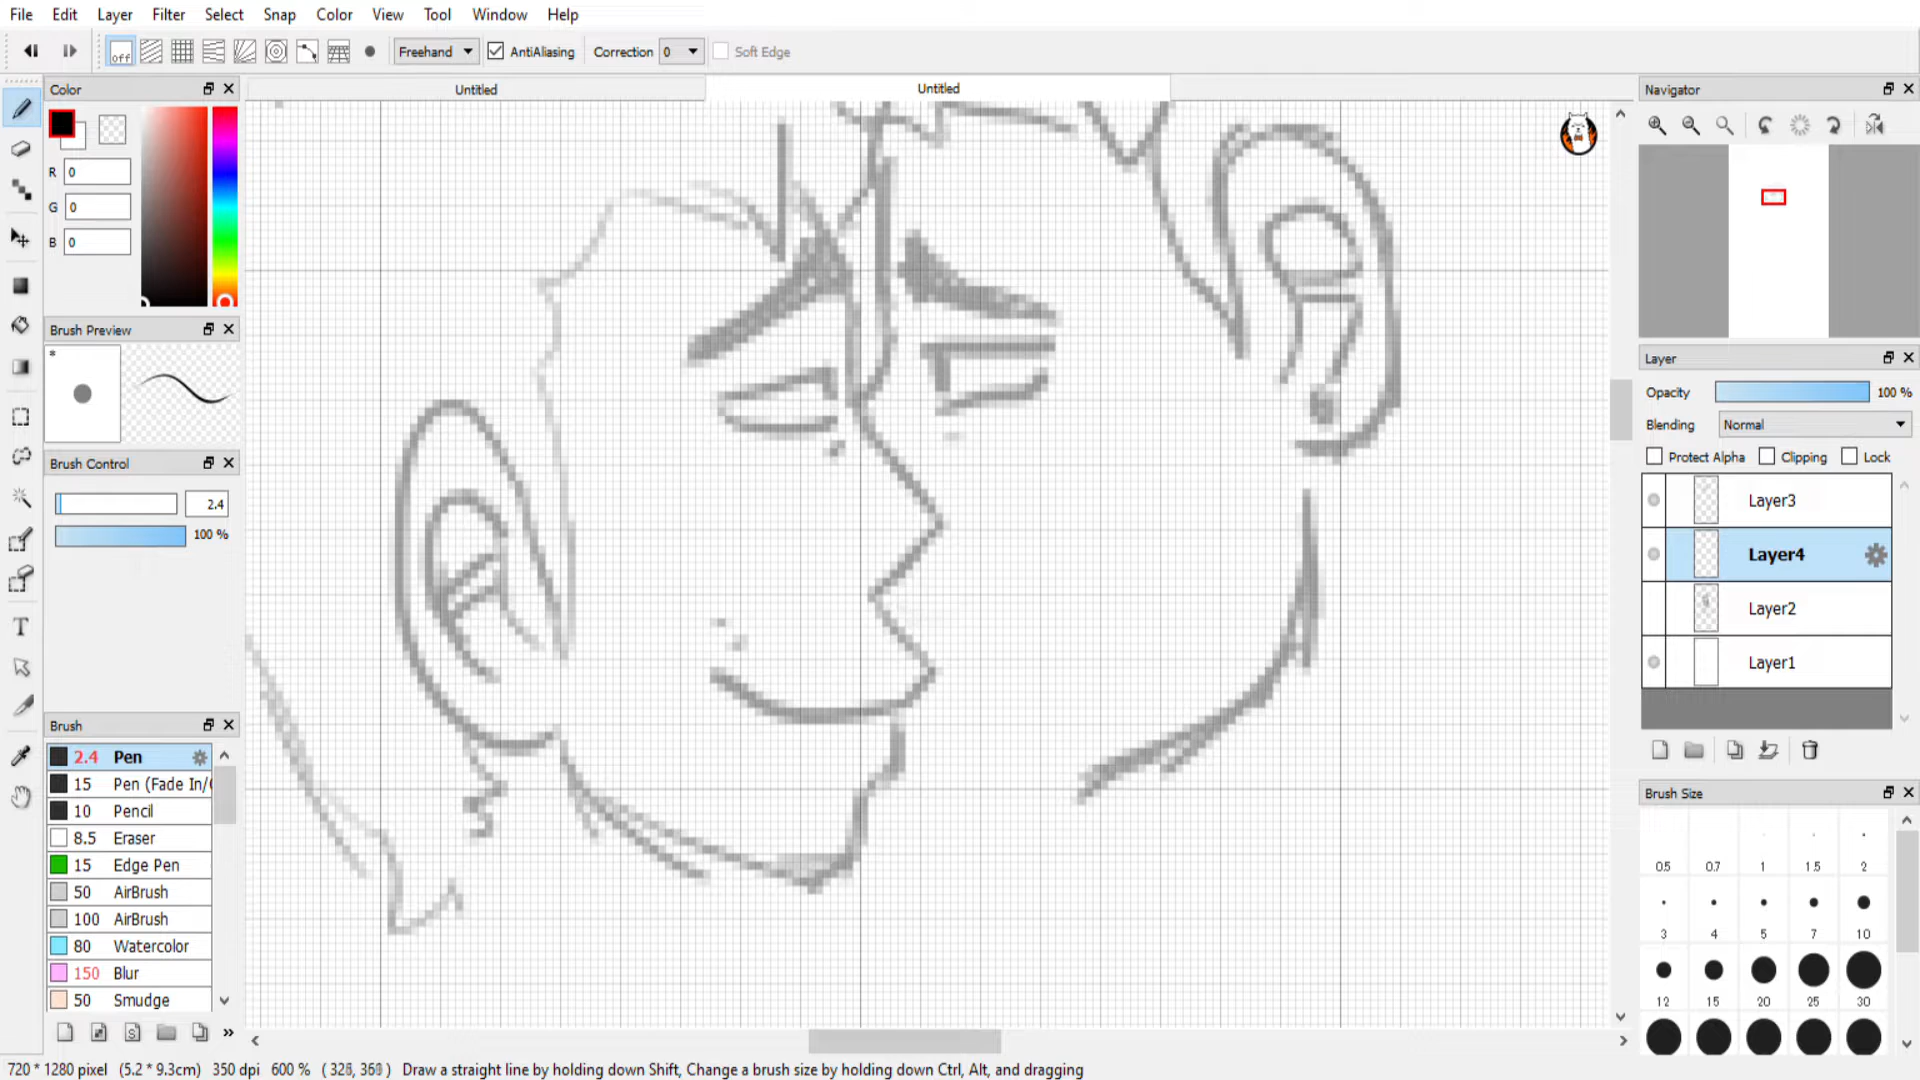 File Edit Layer Filter Select Snap Color View Tool Window Help
off Freehand AntiAliasing Correction 0 Soft Edge
Color
R 0
G 0
B 0
Brush Preview
*
Brush Control
2.4
100 %
Brush
2.4 Pen
15 Pen (Fade In/
10 Pencil
8.5 Eraser
15 Edge Pen
50 AirBrush
100 AirBrush
80 Watercolor
150 Blur
50 Smudge
Untitled Untitled
Navigator
Layer
Opacity 100 %
Blending Normal
Protect Alpha Clipping Lock
Layer3
Layer4
Layer2
Layer1
Brush Size
0.5 0.7 1 1.5 2
3 4 5 7 10
12 15 20 25 30
720 * 1280 pixel (5.2 * 9.3cm) 350 dpi 600 % Draw a straight line by holding down Shift, Change a brush size by holding down Ctrl, Alt, and dragging